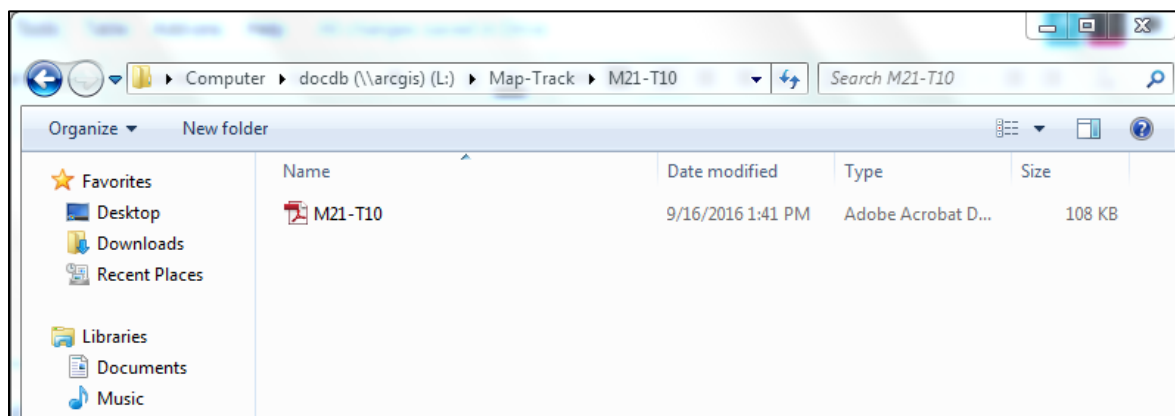 Computer docdb (\\arcgis) (L:) Map-Track M21-T10 Search M21-T10
Organize New folder
Name Date modified Type Size
Favorites
Desktop
Downloads
Recent Places
Libraries
Documents
Music
M21-T10 9/16/2016 1:41 PM Adobe Acrobat D... 108 KB